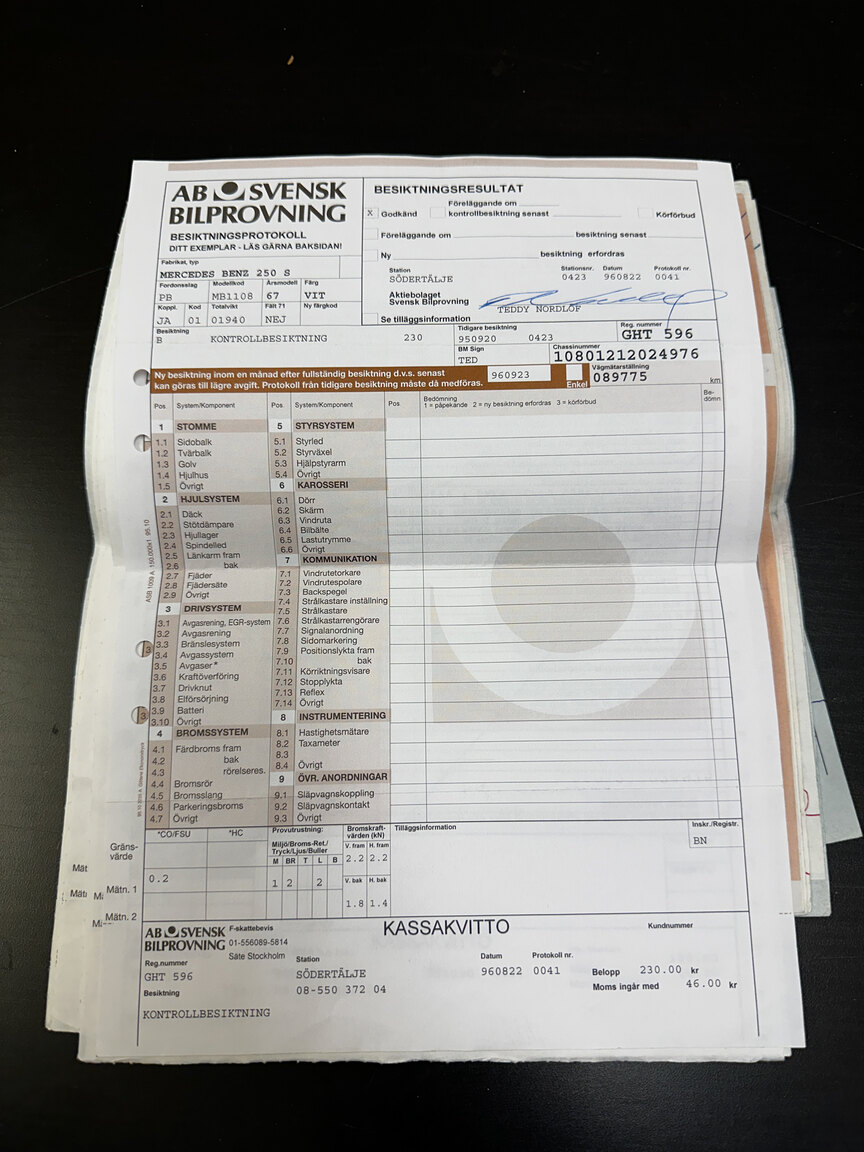 AB SVENSK
BILPROVNING
BESIKTNINGSPROTOKOLL
DITT EXEMPLAR - LÄS GÄRNA BAKSIDAN!
BESIKTNINGSRESULTAT
Föreläggande om
X Godkänd kontrollbesiktning senast Körförbud
Föreläggande om besiktning senast
Ny besiktning erfordras
Station Stationsnr. Datum Protokoll nr.
SÖDERTÄLJE 0423 960822 0041
Aktiebolaget
Svensk Bilprovning
TEDDY NORDLÖF
Se tilläggsinformation
Fabrikat, typ
MERCEDES BENZ 250 S
Fordonsslag Modellkod Årsmodell Färg
PB MB1108 67 VIT
Koppl. Kod Totalvikt Fält 71 Ny färgkod
JA 01 01940 NEJ
Besiktning
B KONTROLLBESIKTNING 230
Tidigare besiktning
950920 0423
Reg. nummer
GHT 596
BM Sign
TED
Chassinummer
10801212024976
Ny besiktning inom en månad efter fullständig besiktning d.v.s. senast
kan göras till lägre avgift. Protokoll från tidigare besiktning måste då medföras.
960923
Enkel
Vägmätarställning
089775 km
Pos. System/Komponent Pos. System/Komponent Pos. Bedömning
1 = påpekande 2 = ny besiktning erfordras 3 = körförbud
Be-
dömn
1 STOMME
1.1 Sidobalk
1.2 Tvärbalk
1.3 Golv
1.4 Hjulhus
1.5 Övrigt
2 HJULSYSTEM
2.1 Däck
2.2 Stötdämpare
2.3 Hjullager
2.4 Spindelled
2.5 Länkarm fram
2.6 bak
2.7 Fjäder
2.8 Fjädersäte
2.9 Övrigt
3 DRIVSYSTEM
3.1 Avgasrening, EGR-system
3.2 Avgasrening
3.3 Bränslesystem
3.4 Avgassystem
3.5 Avgaser*
3.6 Kraftöverföring
3.7 Drivknut
3.8 Elförsörjning
3.9 Batteri
3.10 Övrigt
4 BROMSSYSTEM
4.1 Färdbroms fram
4.2 bak
4.3 rörelseres.
4.4 Bromsrör
4.5 Bromsslang
4.6 Parkeringsbroms
4.7 Övrigt
5 STYRSYSTEM
5.1 Styrled
5.2 Styrväxel
5.3 Hjälpstyrarm
5.4 Övrigt
6 KAROSSERI
6.1 Dörr
6.2 Skärm
6.3 Vindruta
6.4 Bilbälte
6.5 Lastutrymme
6.6 Övrigt
7 KOMMUNIKATION
7.1 Vindrutetorkare
7.2 Vindrutespolare
7.3 Backspegel
7.4 Strålkastare inställning
7.5 Strålkastare
7.6 Strålkastarrengörare
7.7 Signalanordning
7.8 Sidomarkering
7.9 Positionslykta fram
7.10 bak
7.11 Körriktningsvisare
7.12 Stopplykta
7.13 Reflex
7.14 Övrigt
8 INSTRUMENTERING
8.1 Hastighetsmätare
8.2 Taxameter
8.3
8.4 Övrigt
9 ÖVR. ANORDNINGAR
9.1 Släpvagnskoppling
9.2 Släpvagnskontakt
9.3 Övrigt
*CO/FSU *HC
Gräns-
värde
0.2
Mätn. 1
Mätn. 2
Provutrustning:
Miljö/Broms-Ret./
Tryck/Ljus/Buller
M BR T L B
1 2 2
Bromskraft-
värden (kN)
V. fram H. fram
2.2 2.2
V. bak H. bak
1.8 1.4
Tilläggsinformation
Inskr./Registr.
BN
AB SVENSK
BILPROVNING
F-skattebevis
01-556089-5814
Säte Stockholm
KASSAKVITTO
Kundnummer
Reg.nummer Station Datum Protokoll nr.
GHT 596 SÖDERTÄLJE 960822 0041 Belopp 230.00 kr
Besiktning 08-550 372 04 Moms ingår med 46.00 kr
KONTROLLBESIKTNING